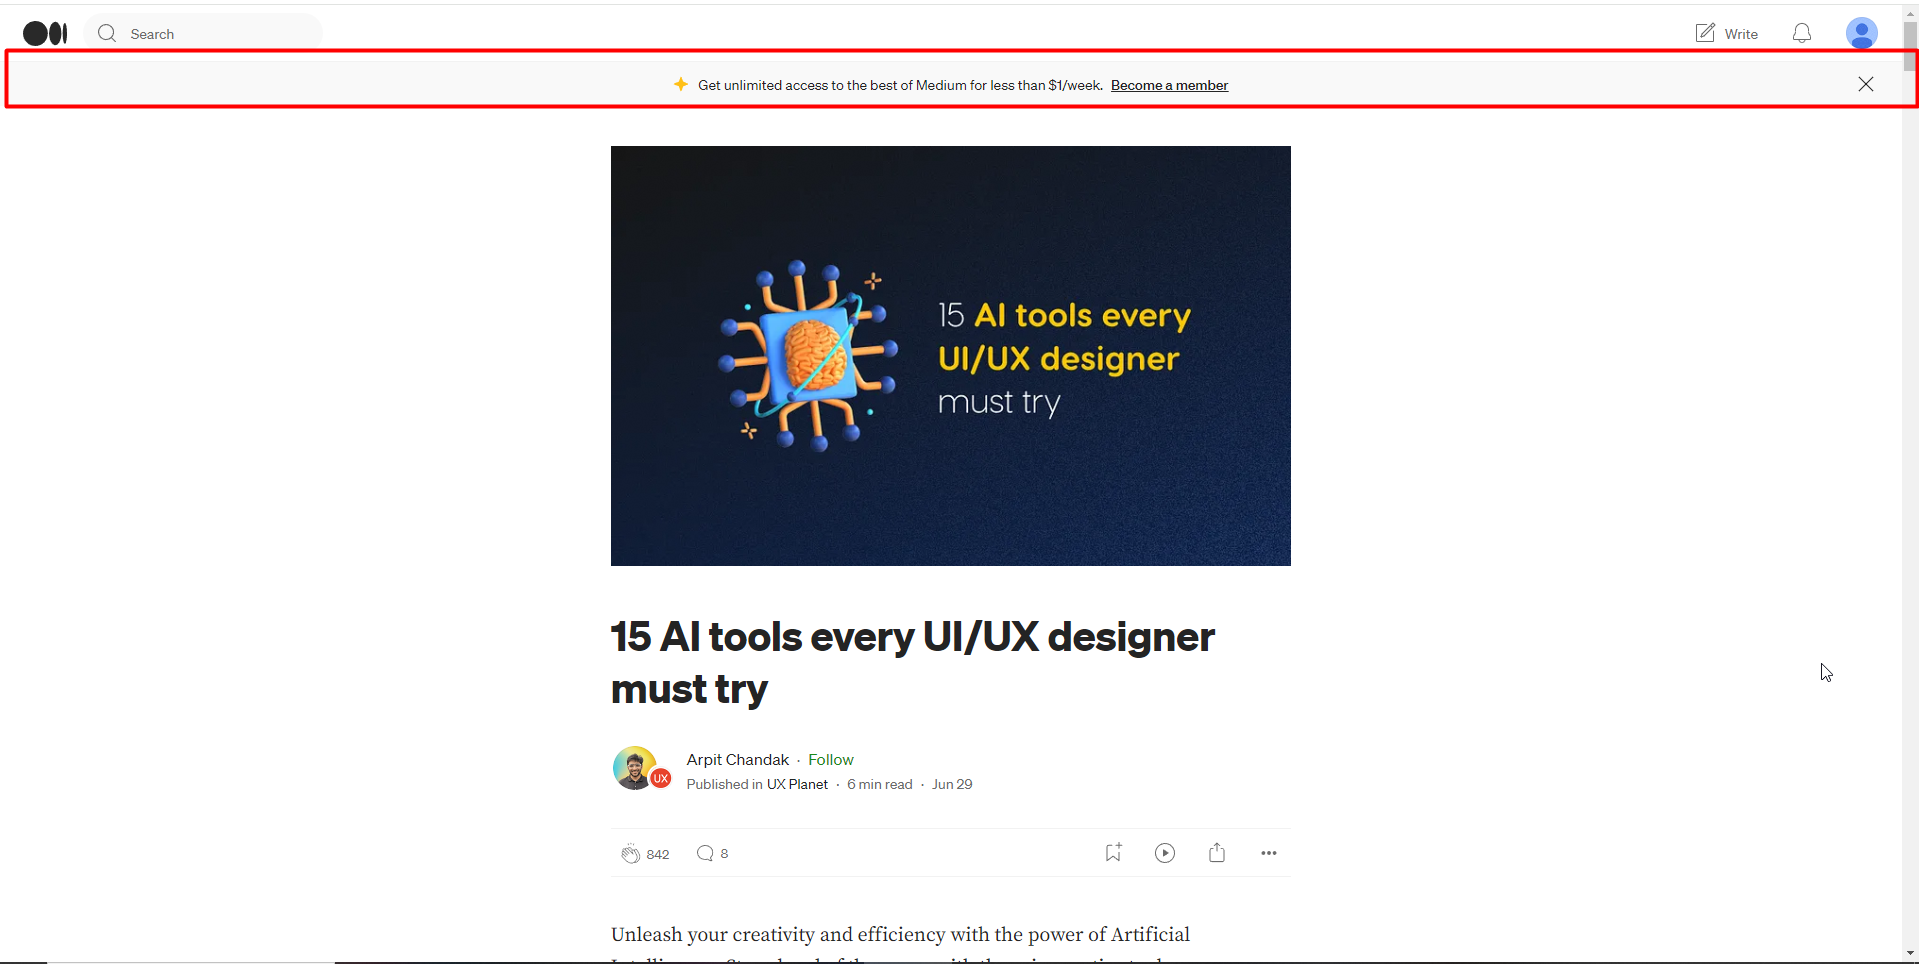 Search
Write
Get unlimited access to the best of Medium for less than $1/week. Become a member
15 AI tools every
UI/UX designer
must try
15 AI tools every UI/UX designer
must try
UX
Arpit Chandak · Follow
Published in UX Planet · 6 min read · Jun 29
842
8
Unleash your creativity and efficiency with the power of Artificial